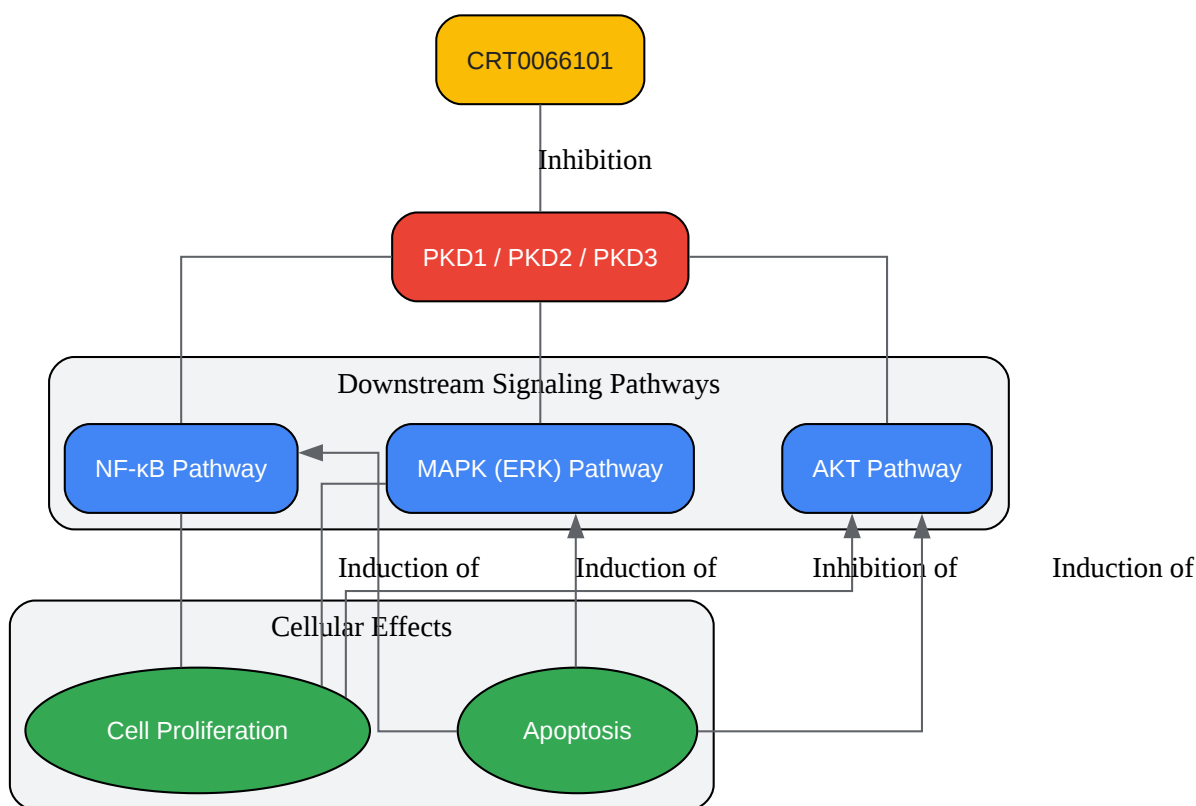 CRT0066101
Inhibition
PKD1 / PKD2 / PKD3
Downstream Signaling Pathways
NF-κB Pathway
MAPK (ERK) Pathway
AKT Pathway
Induction of
Induction of
Inhibition of
Induction of
Cellular Effects
Cell Proliferation
Apoptosis